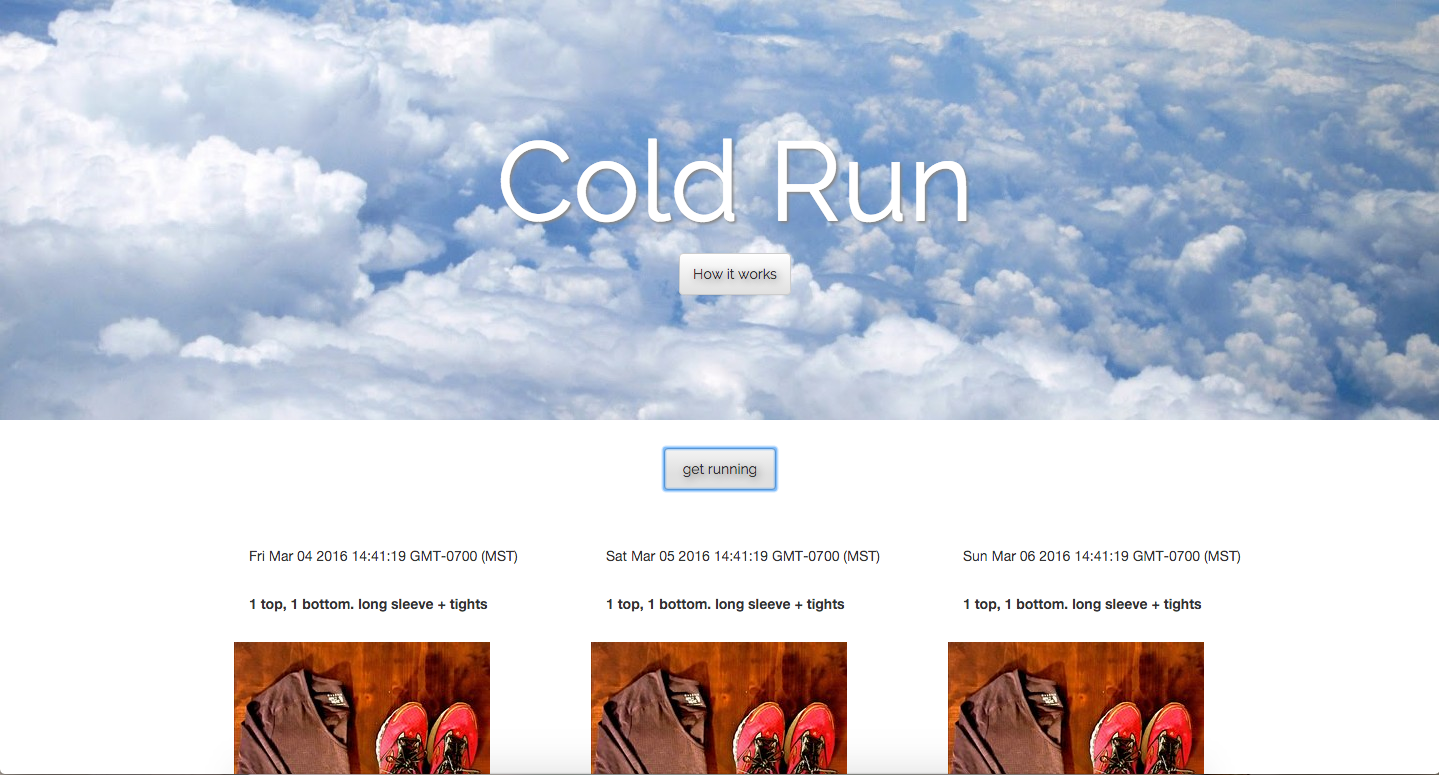 Cold Run
How it works
get running
Fri Mar 04 2016 14:41:19 GMT-0700 (MST)
Sat Mar 05 2016 14:41:19 GMT-0700 (MST)
Sun Mar 06 2016 14:41:19 GMT-0700 (MST)
1 top, 1 bottom. long sleeve + tights
1 top, 1 bottom. long sleeve + tights
1 top, 1 bottom. long sleeve + tights